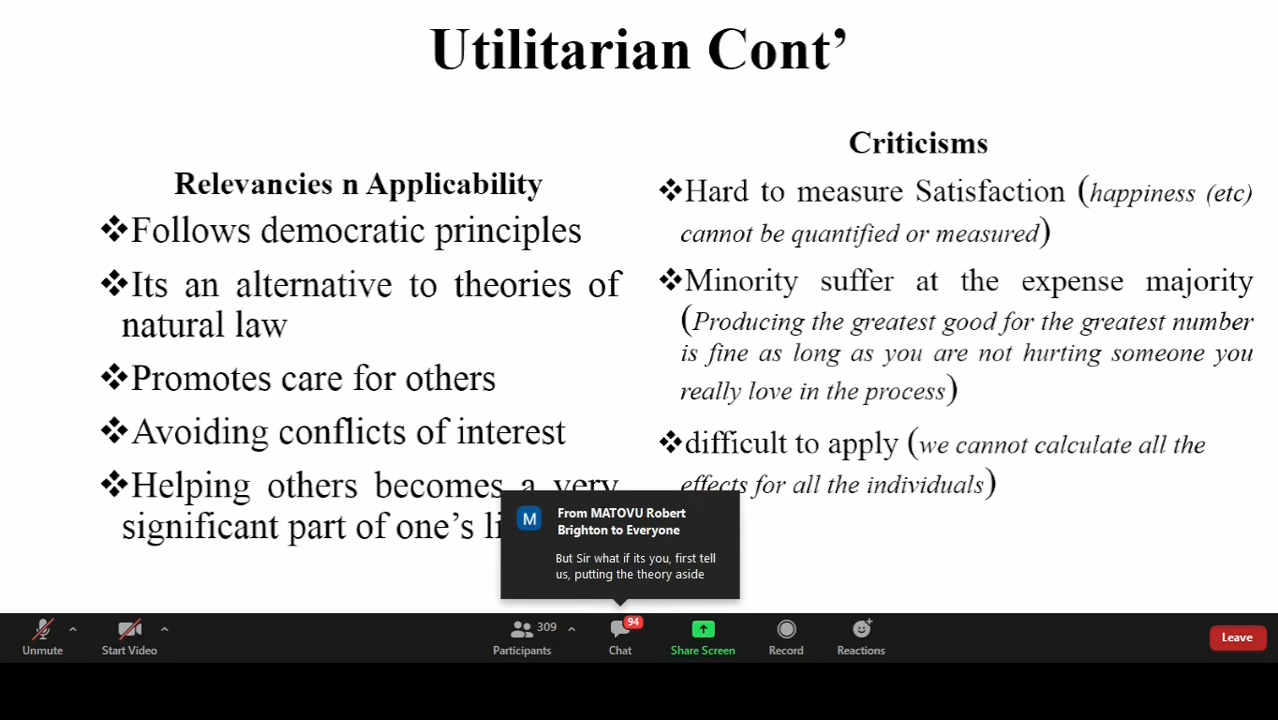 Utilitarian Cont’
Relevancies n Applicability
❖Follows democratic principles
❖Its an alternative to theories of
natural law
❖Promotes care for others
❖Avoiding conflicts of interest
❖Helping others becomes a very
significant part of one’s
Criticisms
❖Hard to measure Satisfaction (happiness (etc)
cannot be quantified or measured)
❖Minority suffer at the expense majority
(Producing the greatest good for the greatest number
is fine as long as you are not hurting someone you
really love in the process)
❖difficult to apply (we cannot calculate all the
effects for all the individuals)
M
From MATOVU Robert
Brighton to Everyone
But Sir what if its you, first tell
us, putting the theory aside
Unmute
Start Video
309
Participants
94
Chat
Share Screen
Record
Reactions
Leave